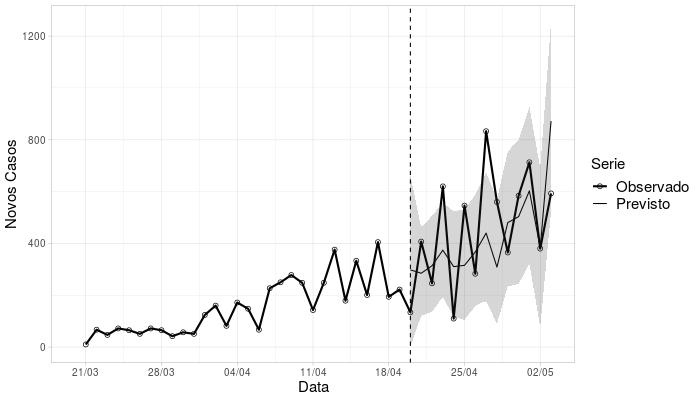 1200
800
400
0
Novos Casos
21/03
28/03
04/04
11/04
18/04
25/04
02/05
Data
Serie
Observado
Previsto